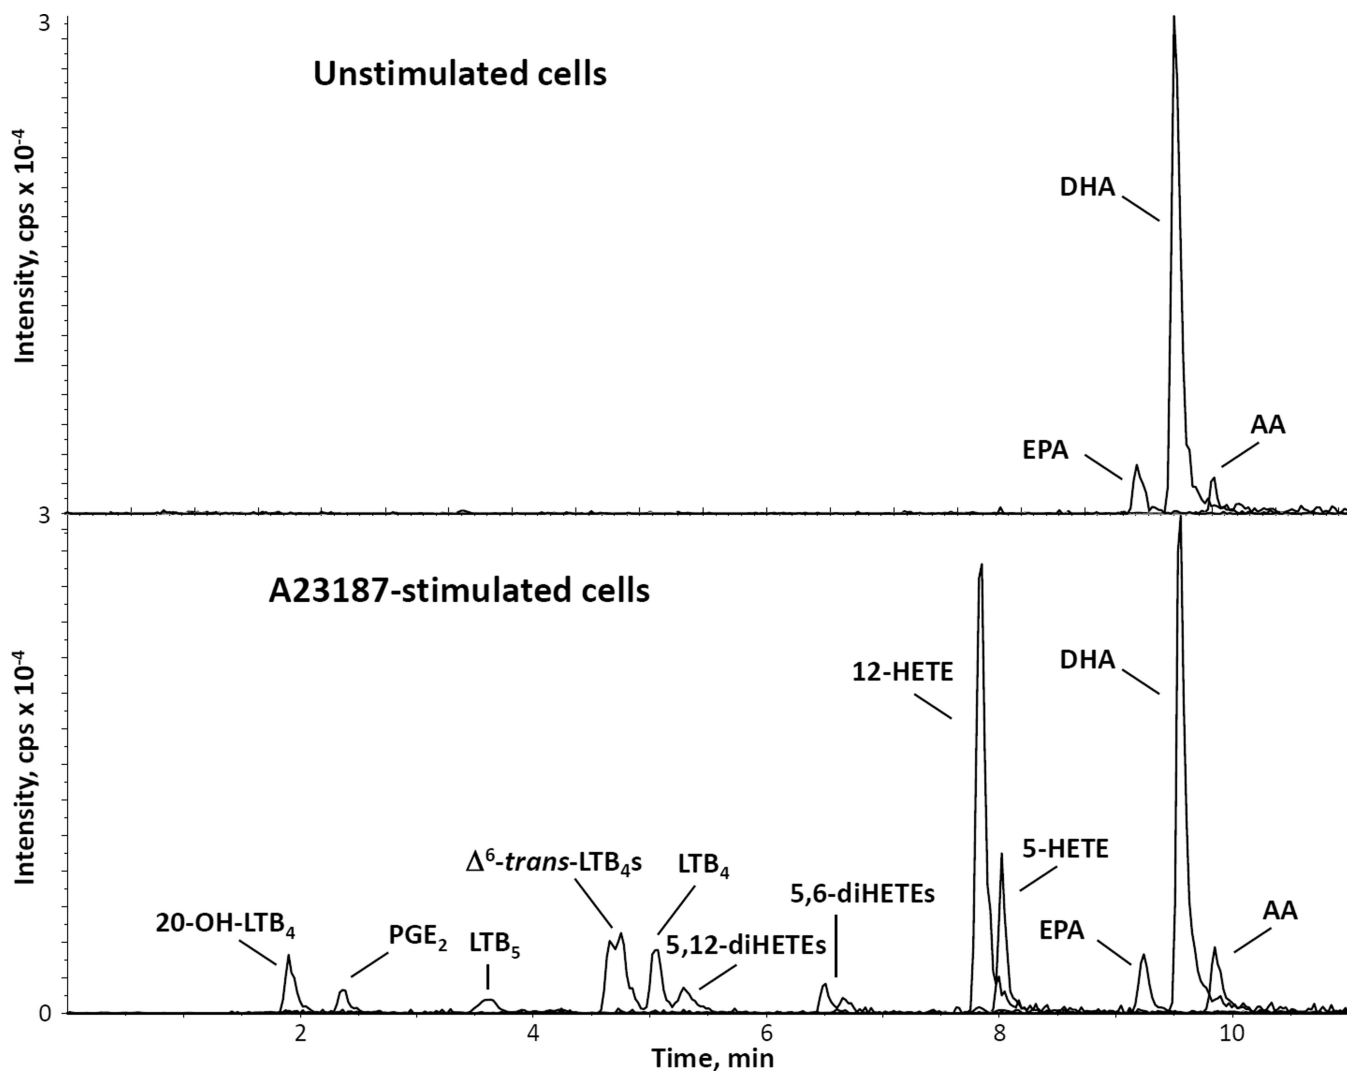 3
Unstimulated cells
Intensity, cps x 10⁻⁴
DHA
EPA
AA
3
A23187-stimulated cells
Intensity, cps x 10⁻⁴
12-HETE
DHA
5-HETE
Δ⁶-trans-LTB₄s
LTB₄
5,6-diHETEs
20-OH-LTB₄
PGE₂
LTB₅
5,12-diHETEs
EPA
AA
0
2
4
6
8
10
Time, min